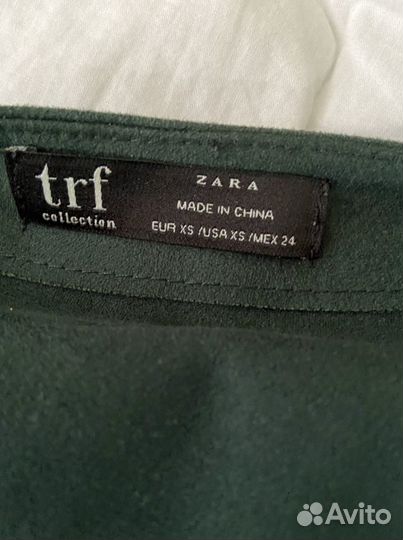 trf
collection
ZARA
MADE IN CHINA
EUR XS /USA XS /MEX 24
Avito